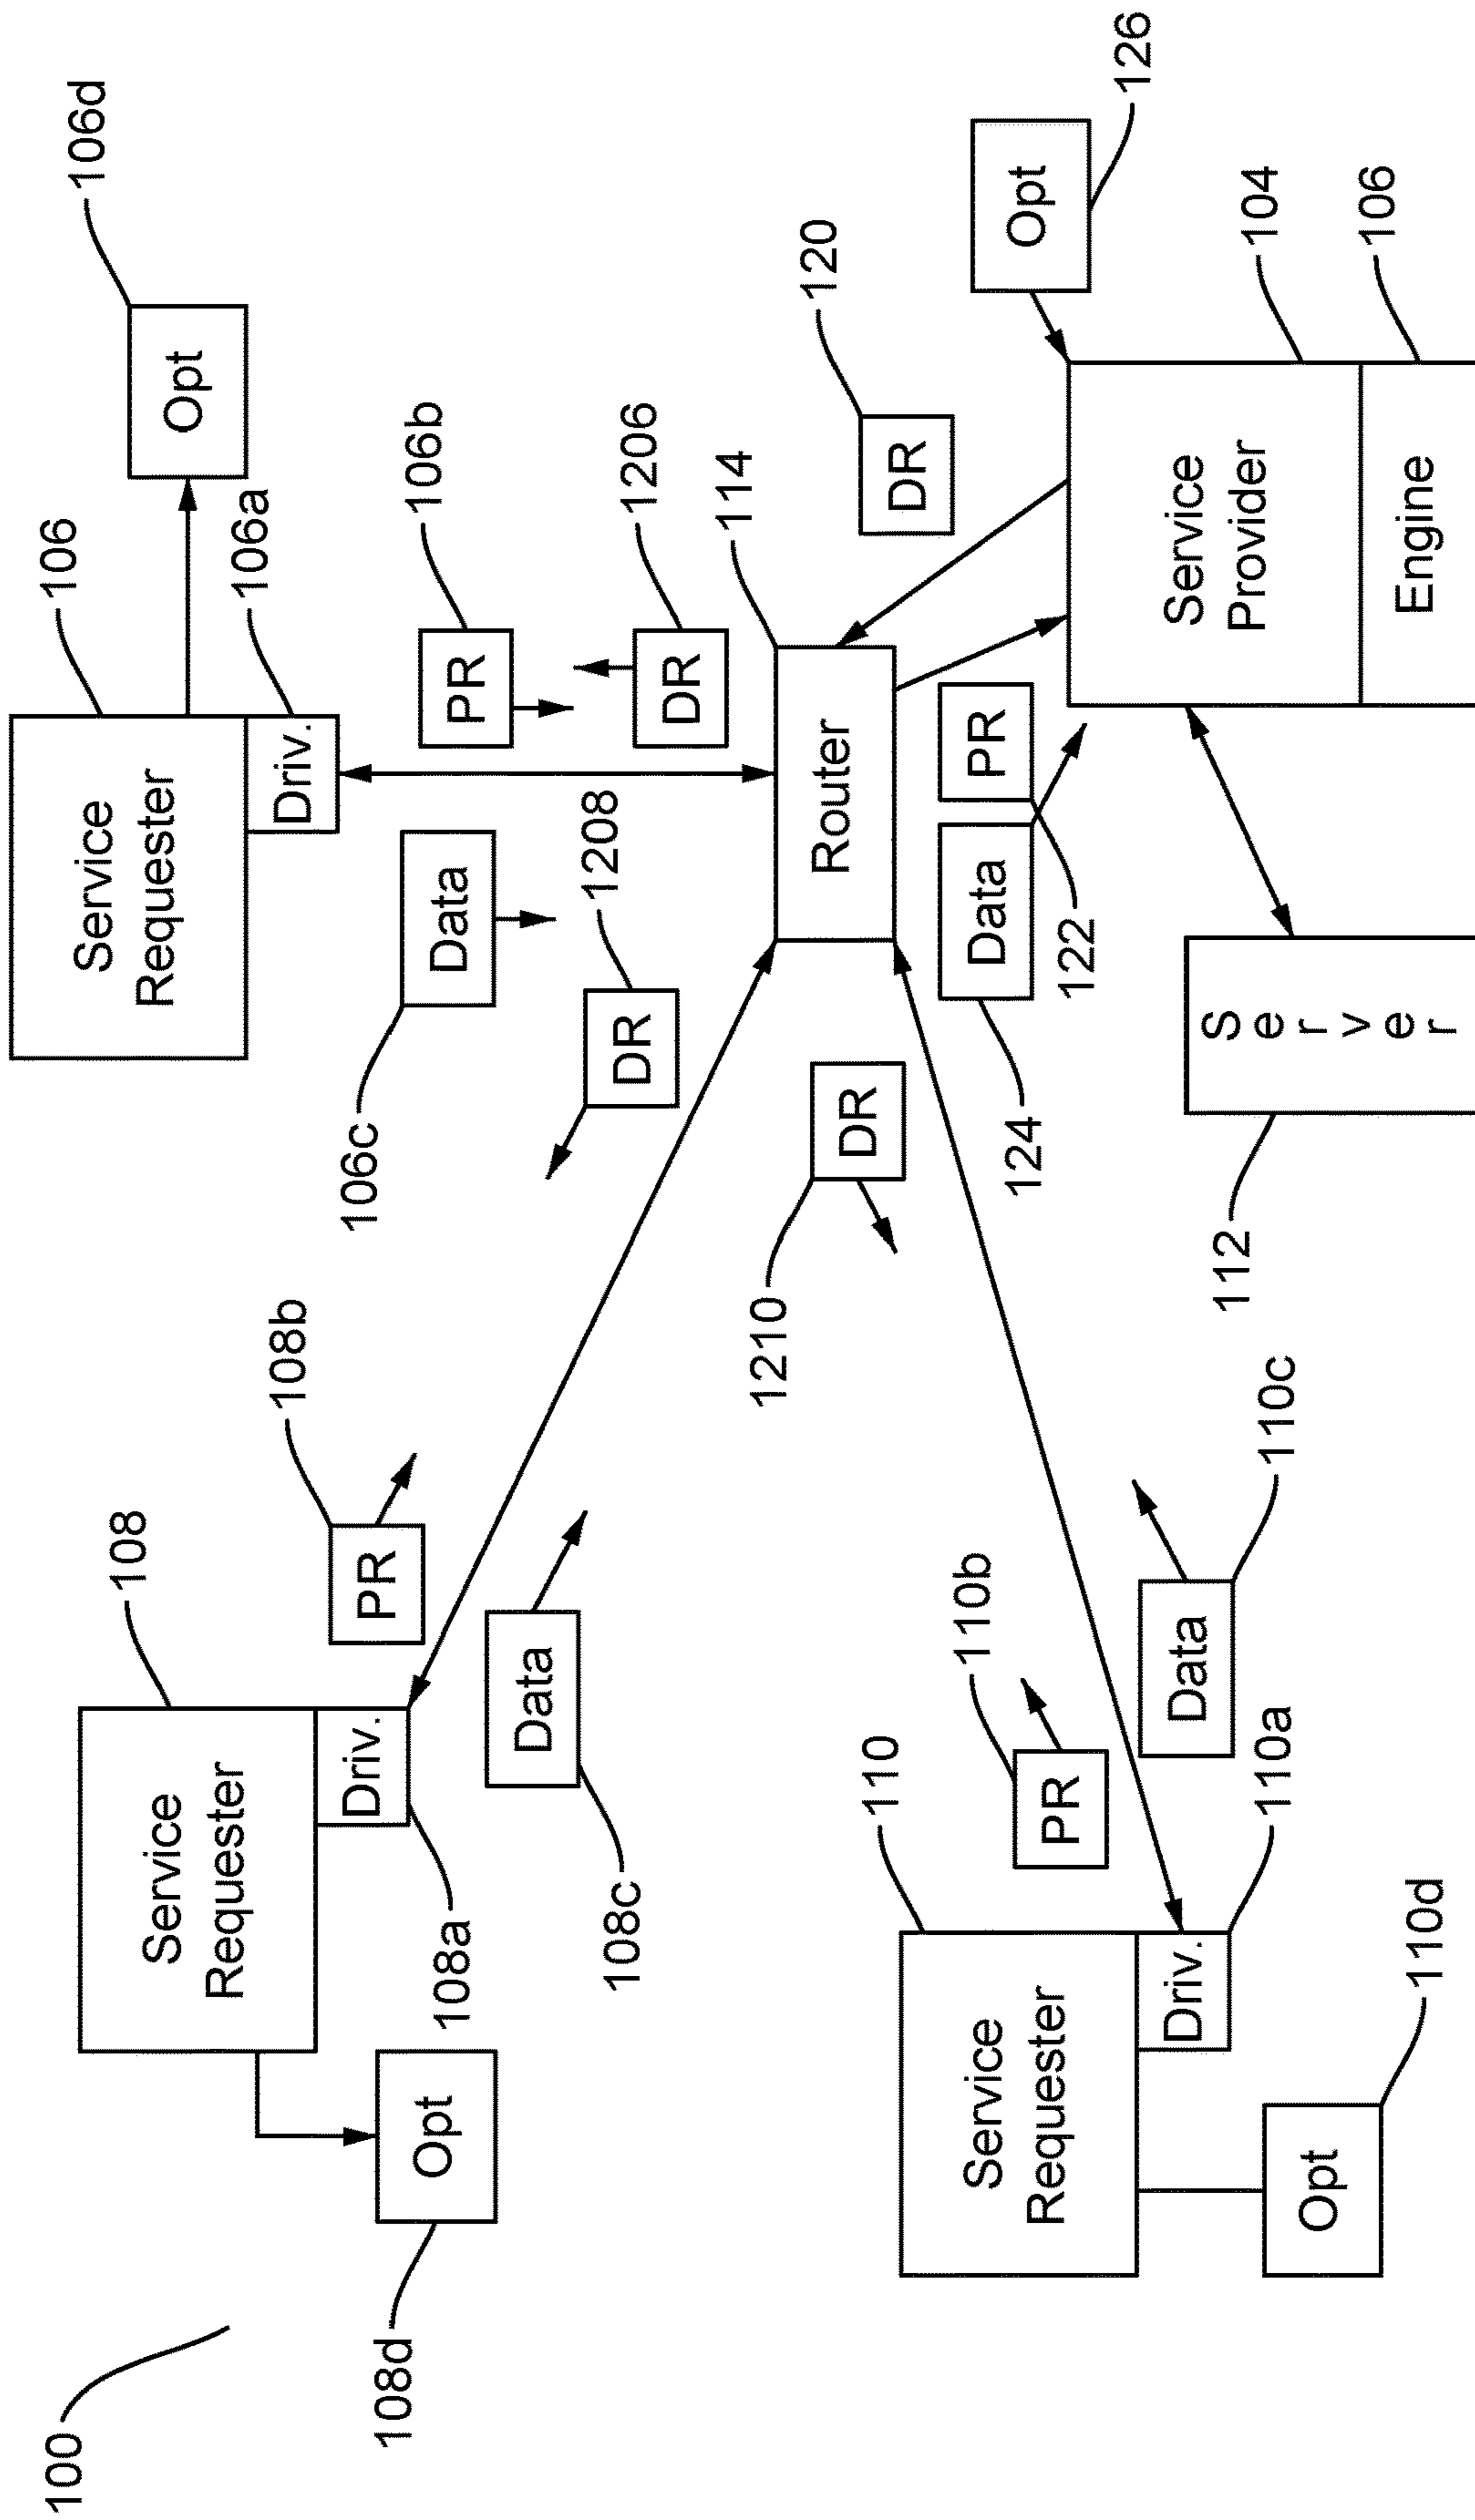 100
108
Service
Requester
Driv.
108a
108b
PR
Data
108c
Opt
108d
106
Service
Requester
Driv.
106a
Opt
106d
106b
PR
1206
DR
Data
106c
1208
DR
114
Router
DR
1210
120
DR
PR
122
Data
124
110
Service
Requester
Driv.
110a
110b
PR
Data
110c
Opt
110d
Server
112
Opt
126
Service
Provider
104
Engine
106